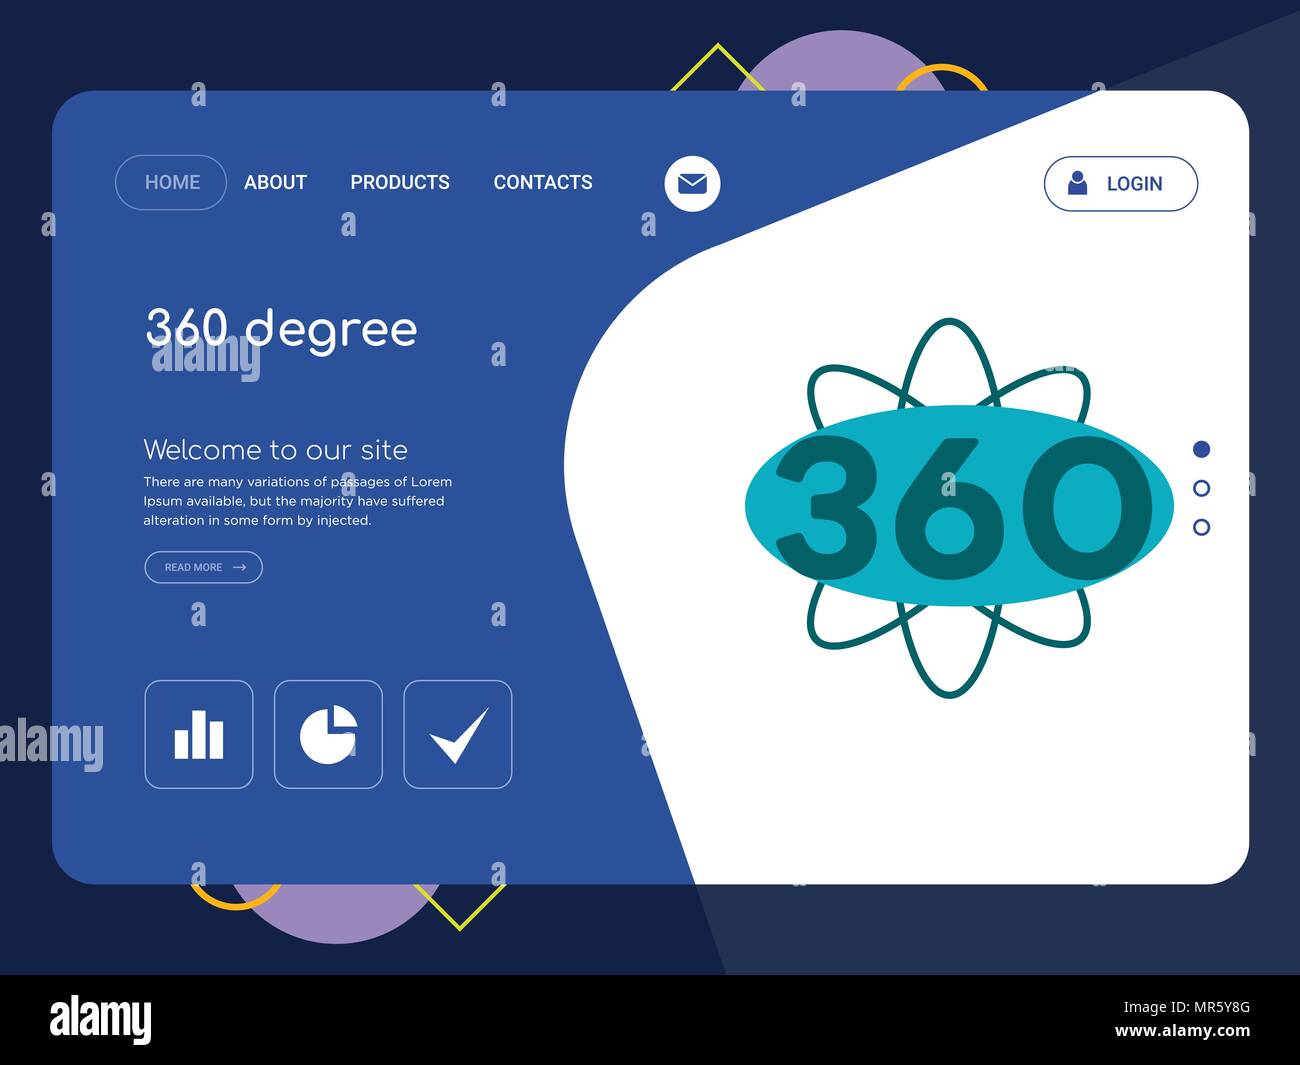 HOME ABOUT PRODUCTS CONTACTS LOGIN
360 degree
Welcome to our site
There are many variations of passages of Lorem
Ipsum available, but the majority have suffered
alteration in some form by injected.
READ MORE
360
alamy
a
alamy
Image ID: MR5Y8G
www.alamy.com